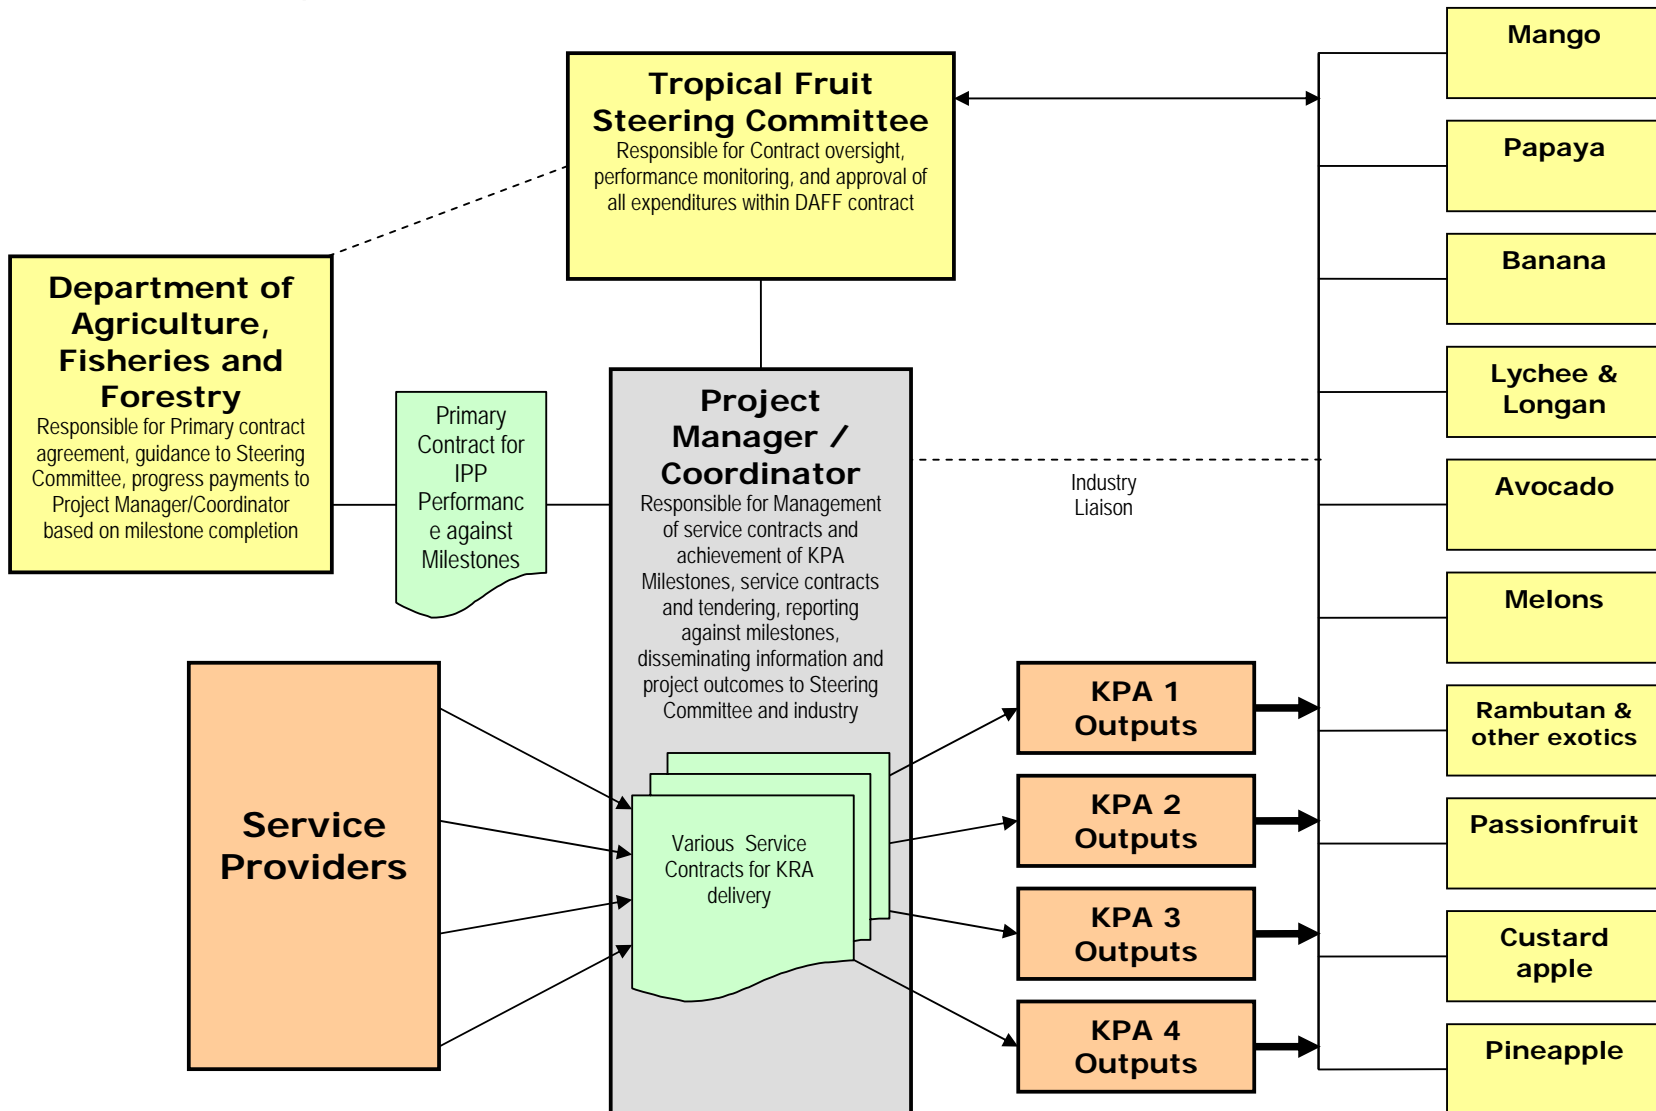 Tropical Fruit
Steering Committee
Responsible for Contract oversight,
performance monitoring, and approval of
all expenditures within DAFF contract
Department of
Agriculture,
Fisheries and
Forestry
Responsible for Primary contract
agreement, guidance to Steering
Committee, progress payments to
Project Manager/Coordinator
based on milestone completion
Primary
Contract for
IPP
Performanc
e against
Milestones
Project
Manager /
Coordinator
Responsible for Management
of service contracts and
achievement of KPA
Milestones, service contracts
and tendering, reporting
against milestones,
disseminating information and
project outcomes to Steering
Committee and industry
Industry
Liaison
Service
Providers
Various Service
Contracts for KRA
delivery
KPA 1
Outputs
KPA 2
Outputs
KPA 3
Outputs
KPA 4
Outputs
Mango
Papaya
Banana
Lychee &
Longan
Avocado
Melons
Rambutan &
other exotics
Passionfruit
Custard
apple
Pineapple